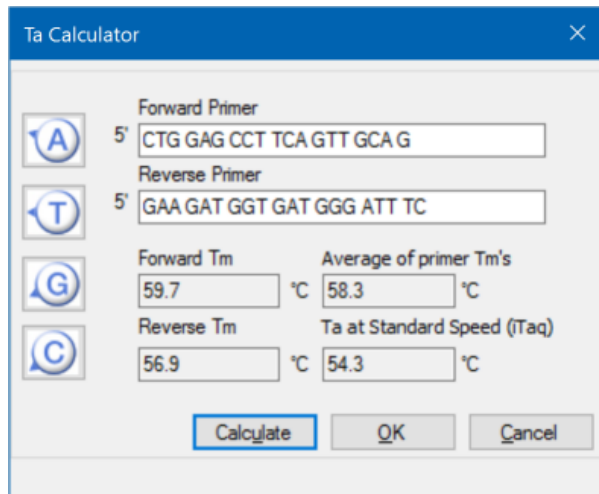 Ta Calculator
Forward Primer
A 5' CTG GAG CCT TCA GTT GCA G
Reverse Primer
T 5' GAA GAT GGT GAT GGG ATT TC
Forward Tm Average of primer Tm's
G 59.7 °C 58.3 °C
Reverse Tm Ta at Standard Speed (iTaq)
C 56.9 °C 54.3 °C
Calculate OK Cancel